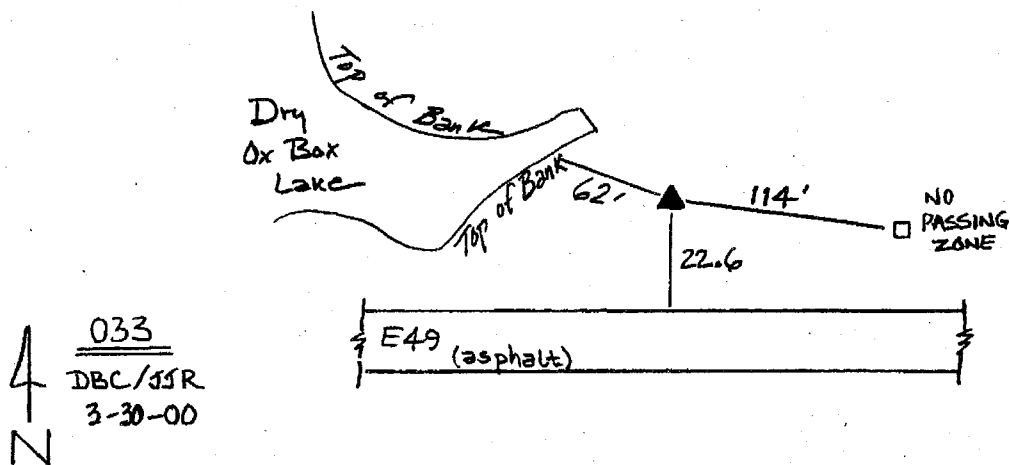 Top of Bank
Dry
Ox Box
Lake
Top of Bank
62'
114'
NO
PASSING
ZONE
22.6
E49
(asphalt)
033
DBC/JJR
3-30-00
N